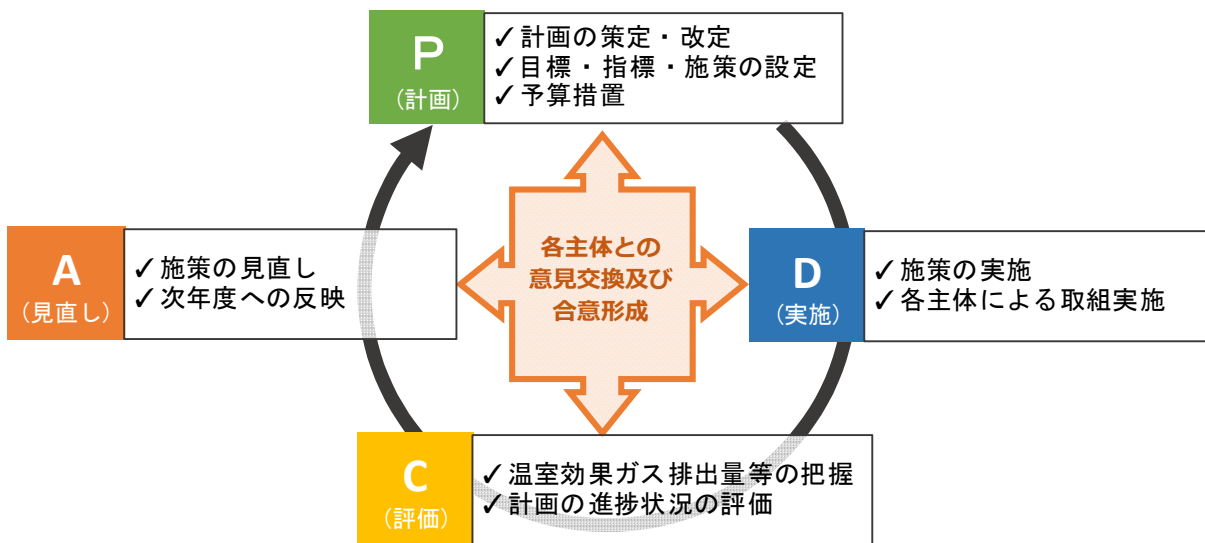 P
(計画)
✓計画の策定・改定
✓目標・指標・施策の設定
✓予算措置
A
(見直し)
✓施策の見直し
✓次年度への反映
各主体との
意見交換及び
合意形成
D
(実施)
✓施策の実施
✓各主体による取組実施
C
(評価)
✓温室効果ガス排出量等の把握
✓計画の進捗状況の評価